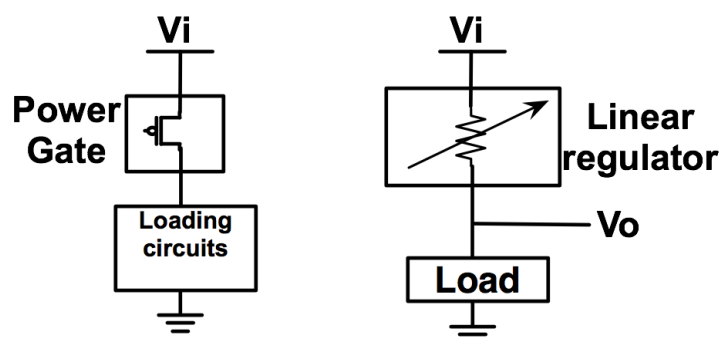 Vi
Power
Gate
Loading
circuits
Vi
Linear
regulator
Vo
Load